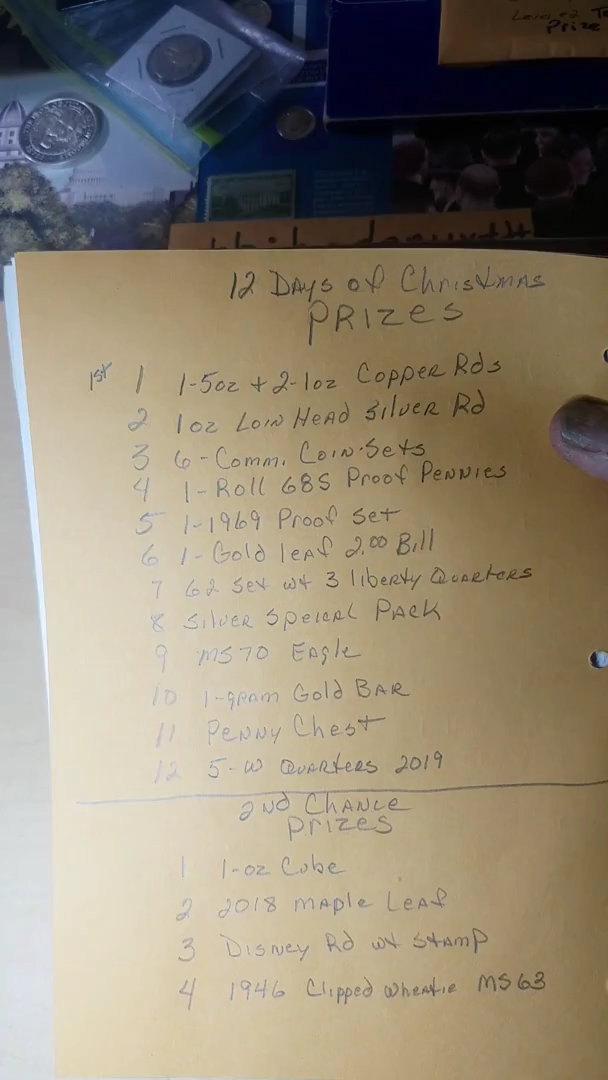 Prize
12 Days of Christmas
PRIZES
1st 1 1-5oz + 2-1oz Copper Rds
2 1oz Loin Head Silver Rd
3 6-Comm. Coin Sets
4 1-Roll 68S Proof Pennies
5 1-1969 Proof Set
6 1-Gold leaf 2.00 Bill
7 62 Set wt 3 liberty Quarters
8 Silver Speical Pack
9 MS70 Eagle
10 1-gram Gold Bar
11 Penny Chest
12 5-W Quarters 2019
2nd Chance
Prizes
1 1-oz Cube
2 2018 Maple Leaf
3 Disney Rd wt Stamp
4 1946 Clipped Wheatie MS63